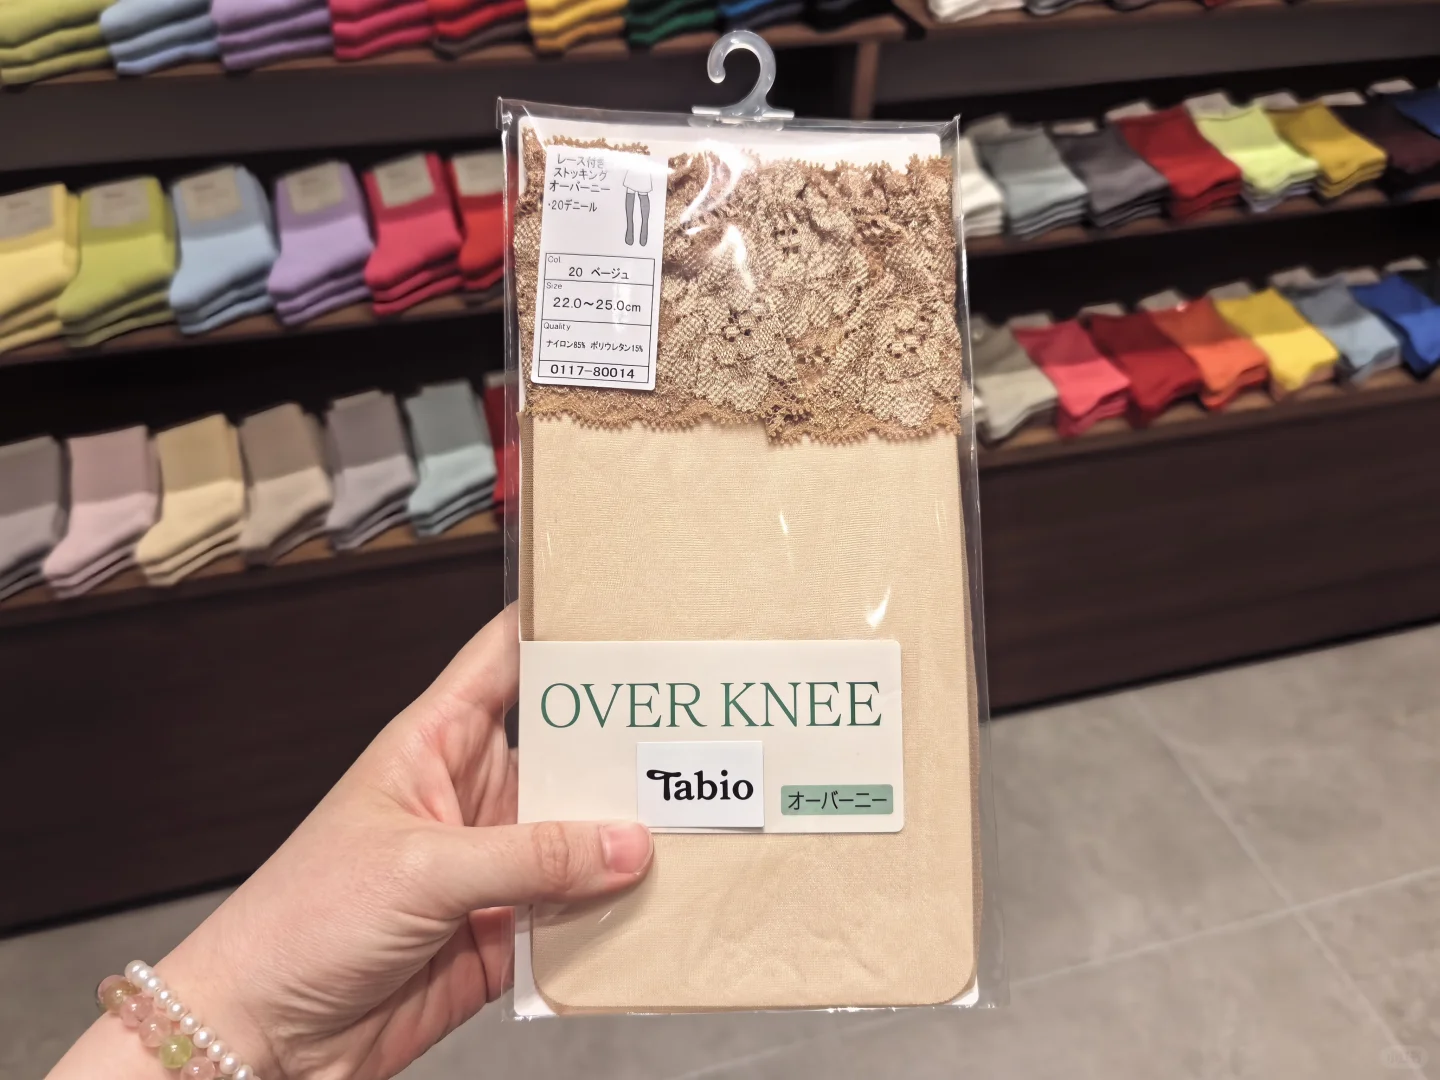 レース付き
ストッキング
オーバーニー
・20デニール
Col.
20 ベージュ
Size
22.0～25.0cm
Quality
ナイロン85% ポリウレタン15%
0117-80014
OVER KNEE
Tabio
オーバーニー